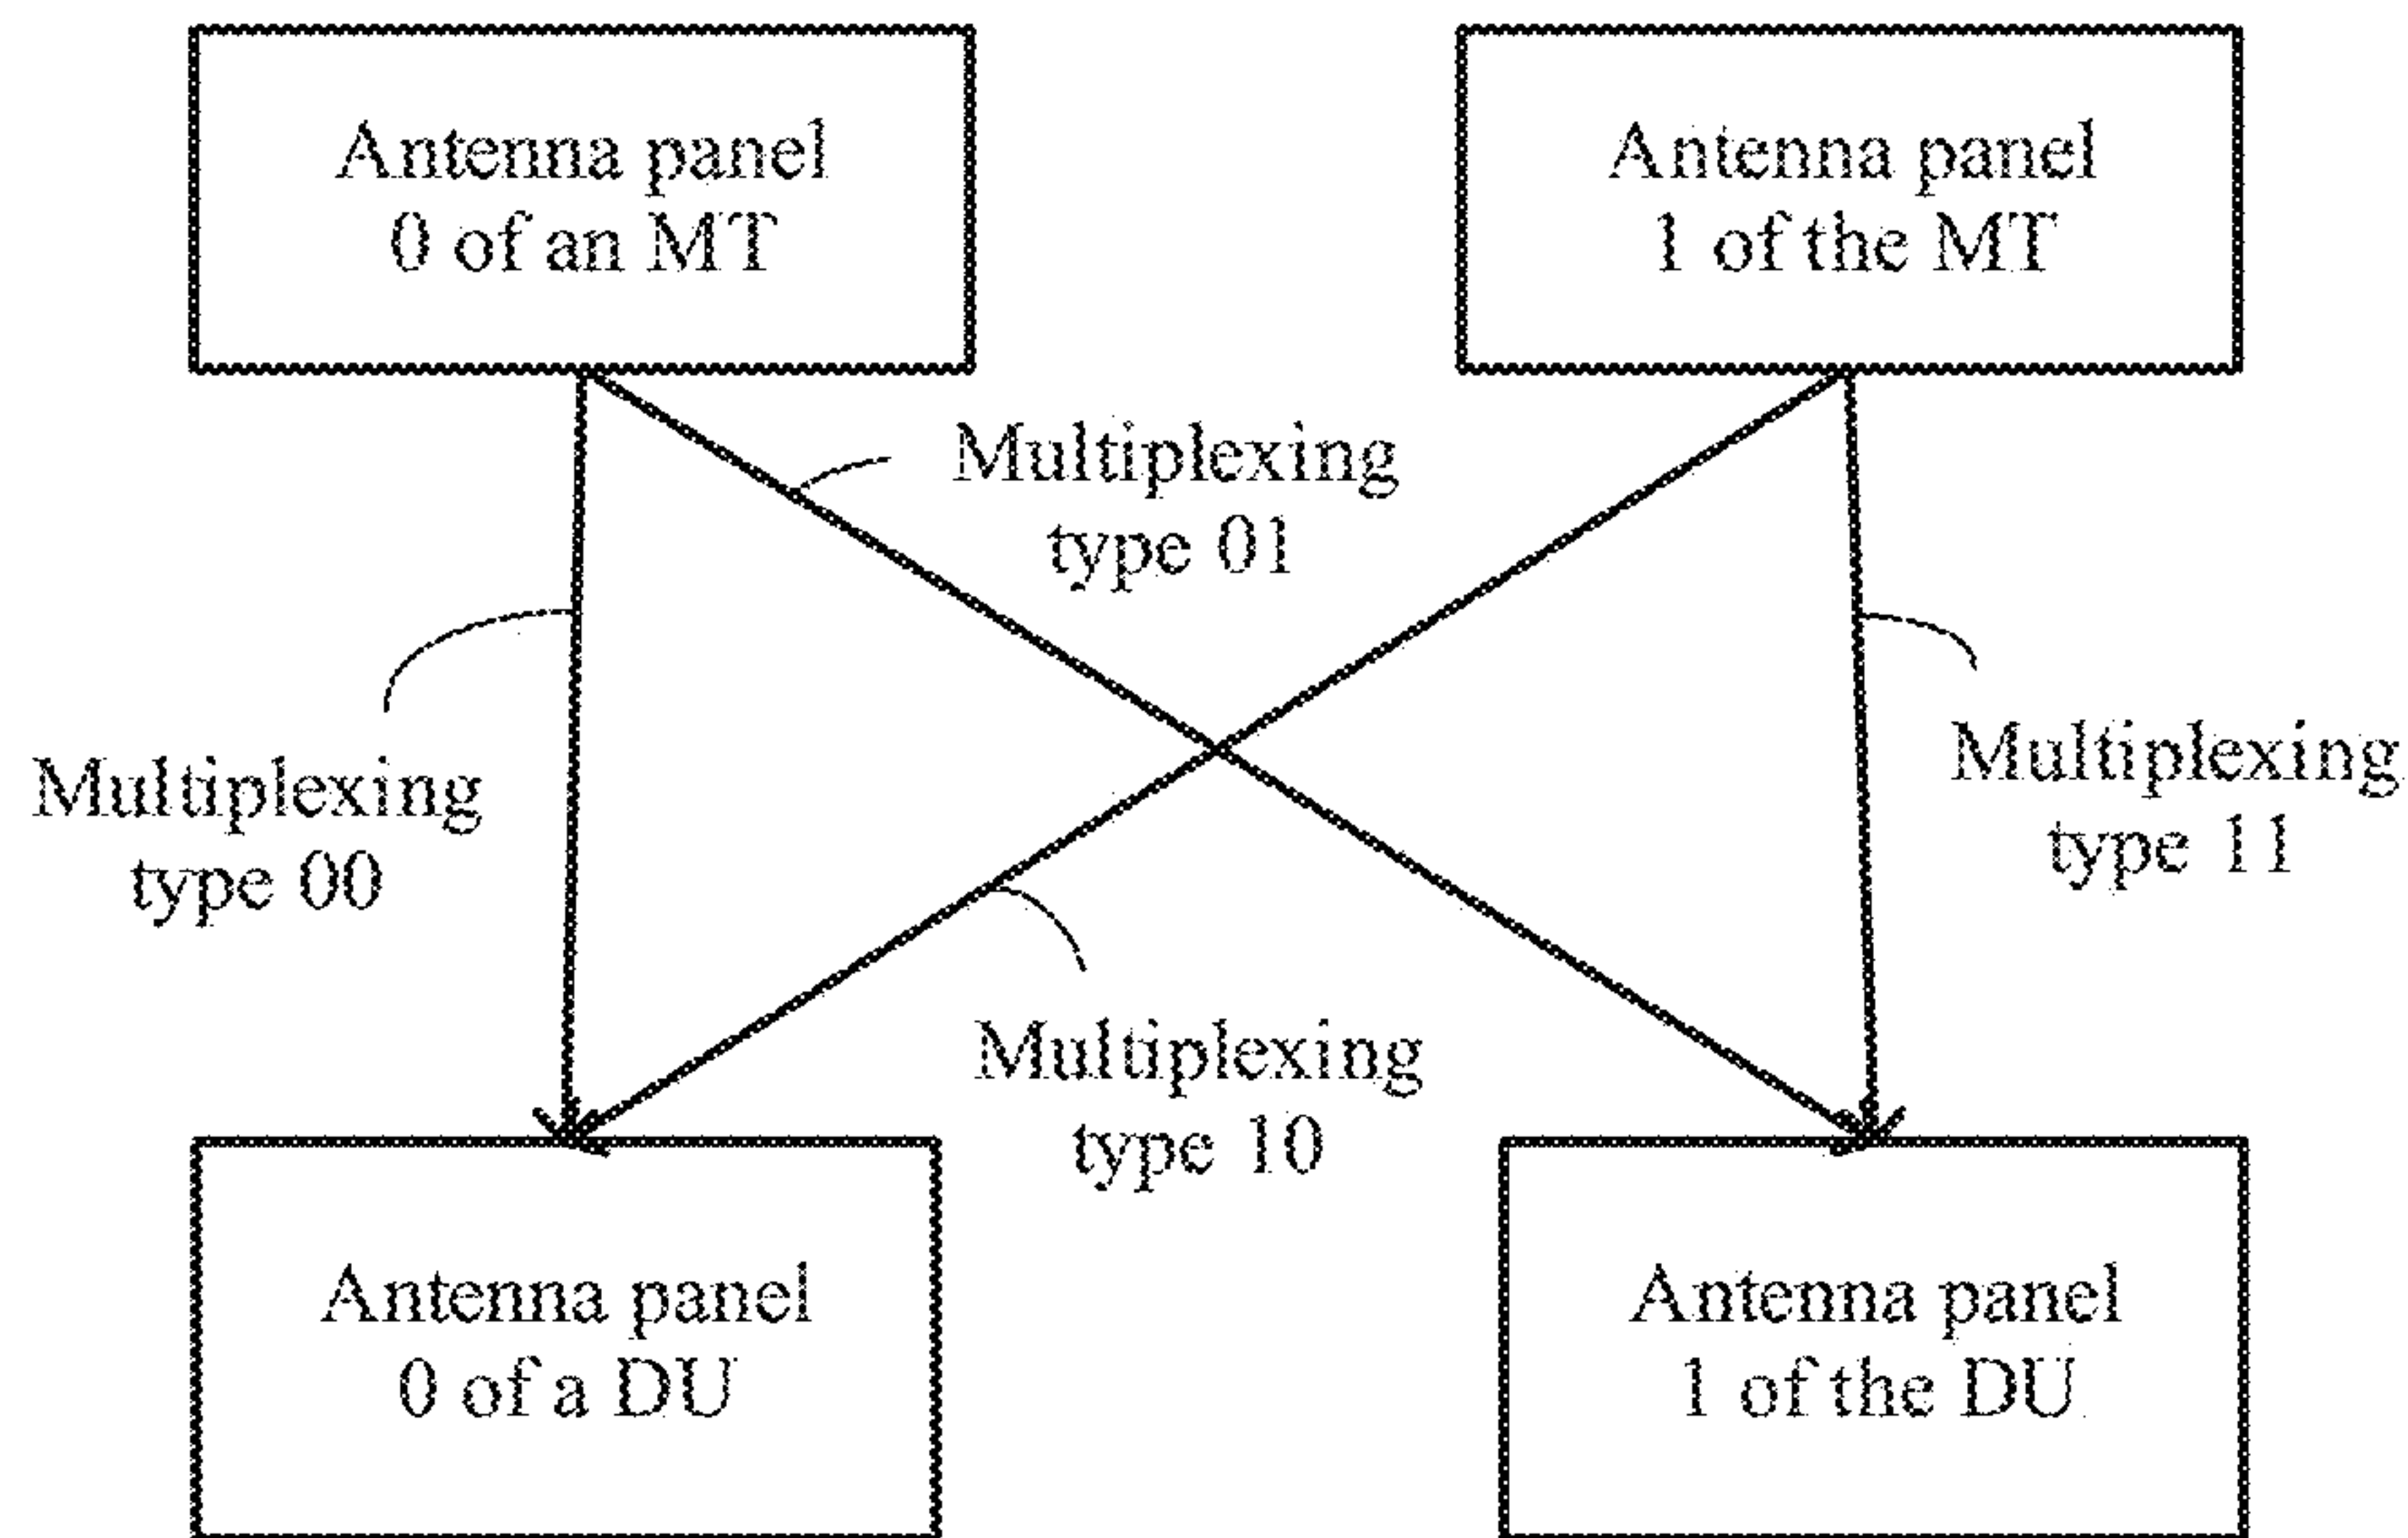 Antenna panel
0 of an MT
Antenna panel
1 of the MT
Multiplexing
type 01
Multiplexing
type 00
Multiplexing
type 11
Multiplexing
type 10
Antenna panel
0 of a DU
Antenna panel
1 of the DU